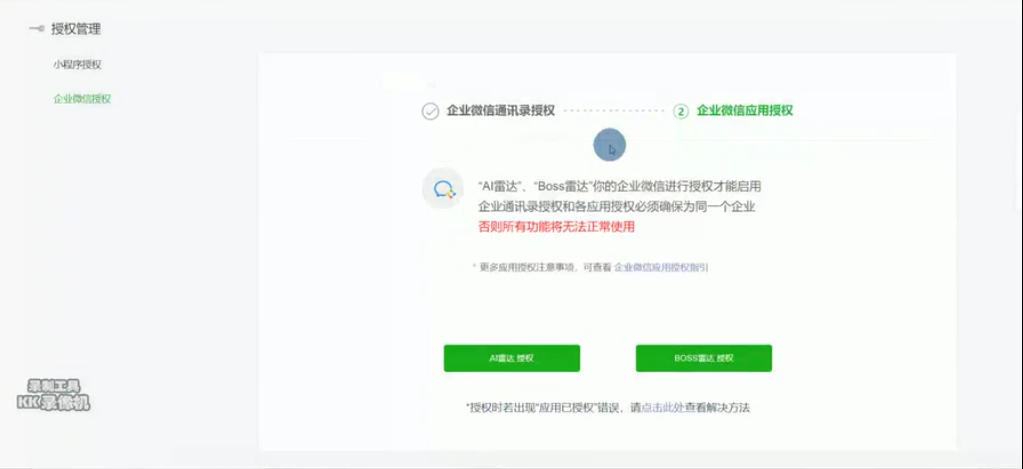 授权管理
小程序授权
企业微信授权
企业微信通讯录授权
2 企业微信应用授权
“AI雷达”、“Boss雷达”你的企业微信进行授权才能启用
企业通讯录授权和各应用授权必须确保为同一个企业
否则所有功能将无法正常使用
* 更多应用授权注意事项，可查看 企业微信应用授权指引
AI雷达 授权
BOSS雷达 授权
*授权时若出现“应用已授权”错误，请点击此处查看解决方法
录制工具
KK录像机